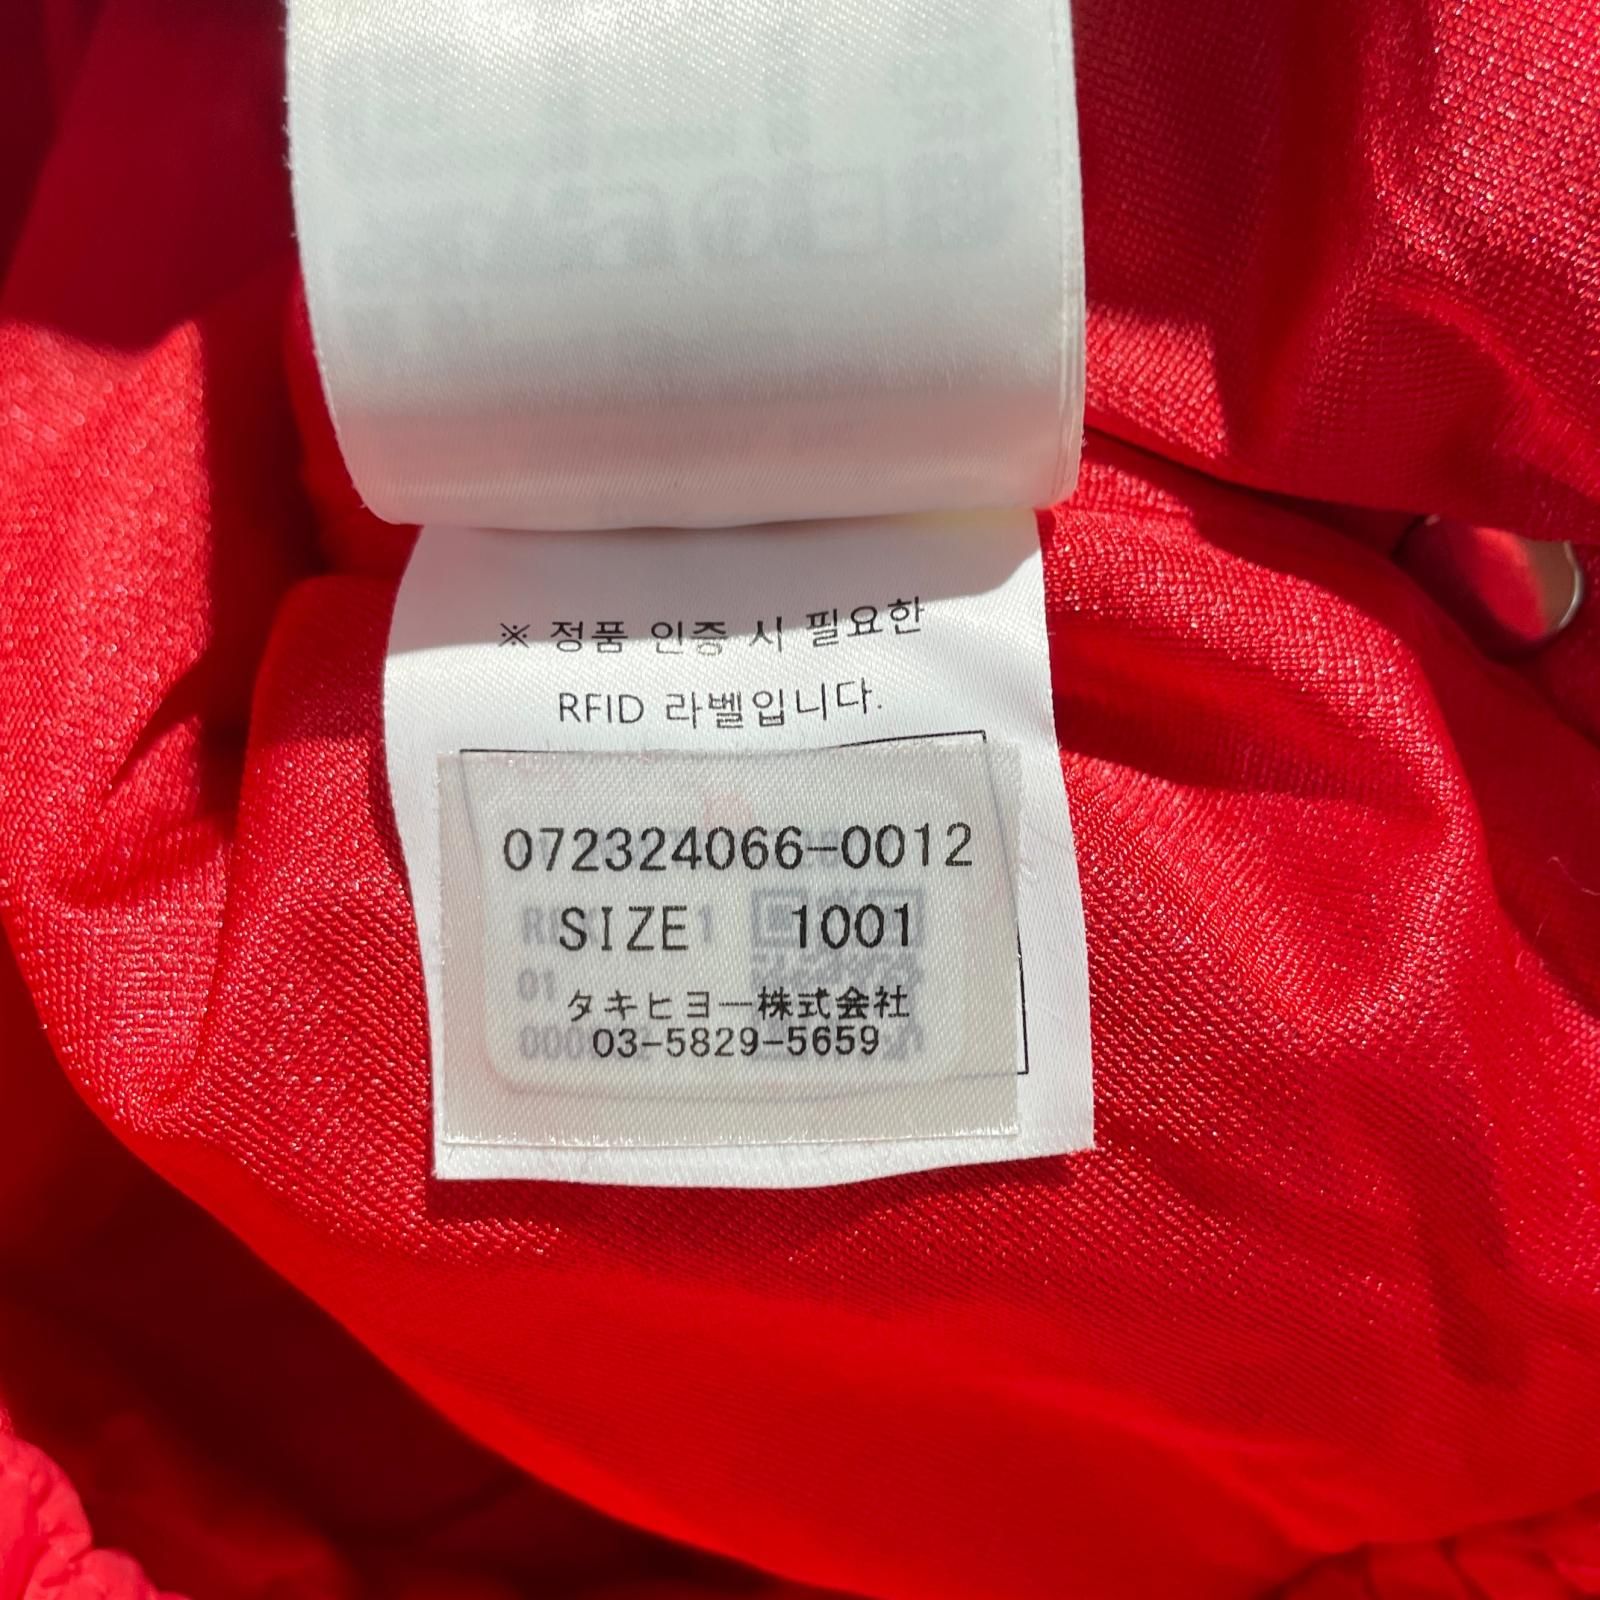 ※ 정품 인증 시 필요한
RFID 라벨입니다.
072324066-0012
SIZE 1001
タキヒヨー株式会社
03-5829-5659